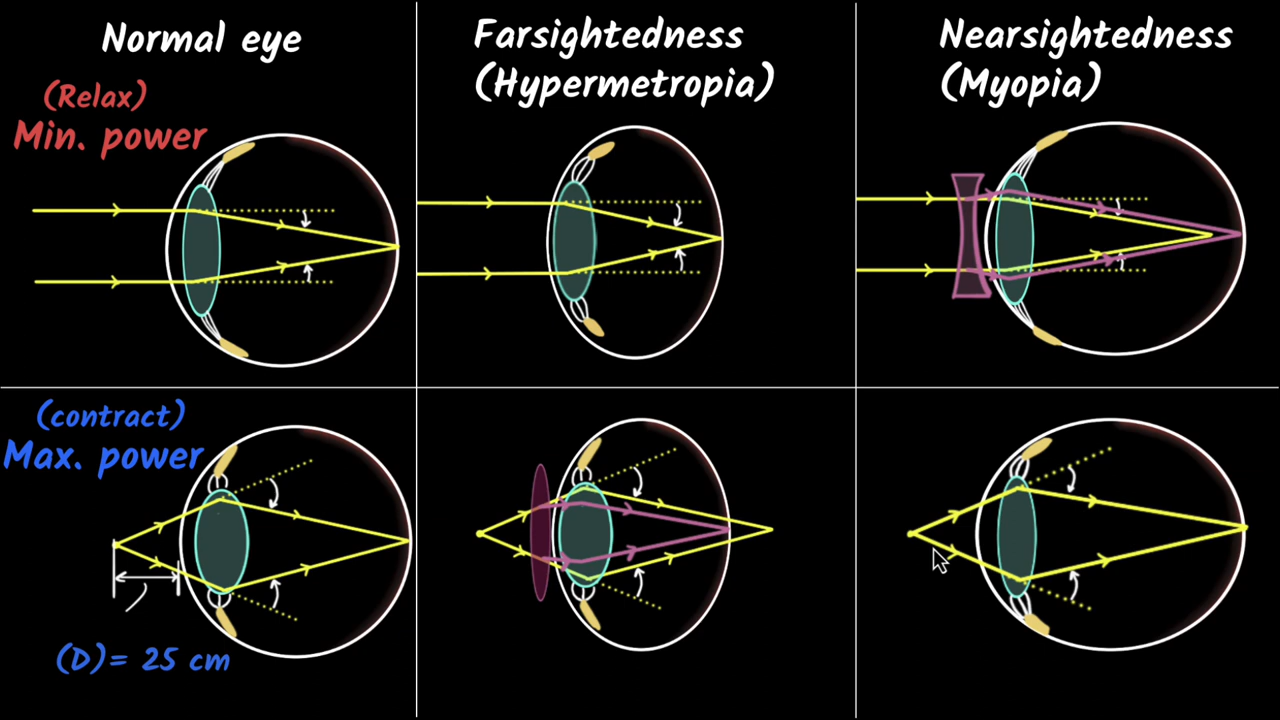 Normal eye
Farsightedness
(Hypermetropia)
Nearsightedness
(Myopia)
(Relax)
Min. power
(contract)
Max. power
(D)= 25 cm